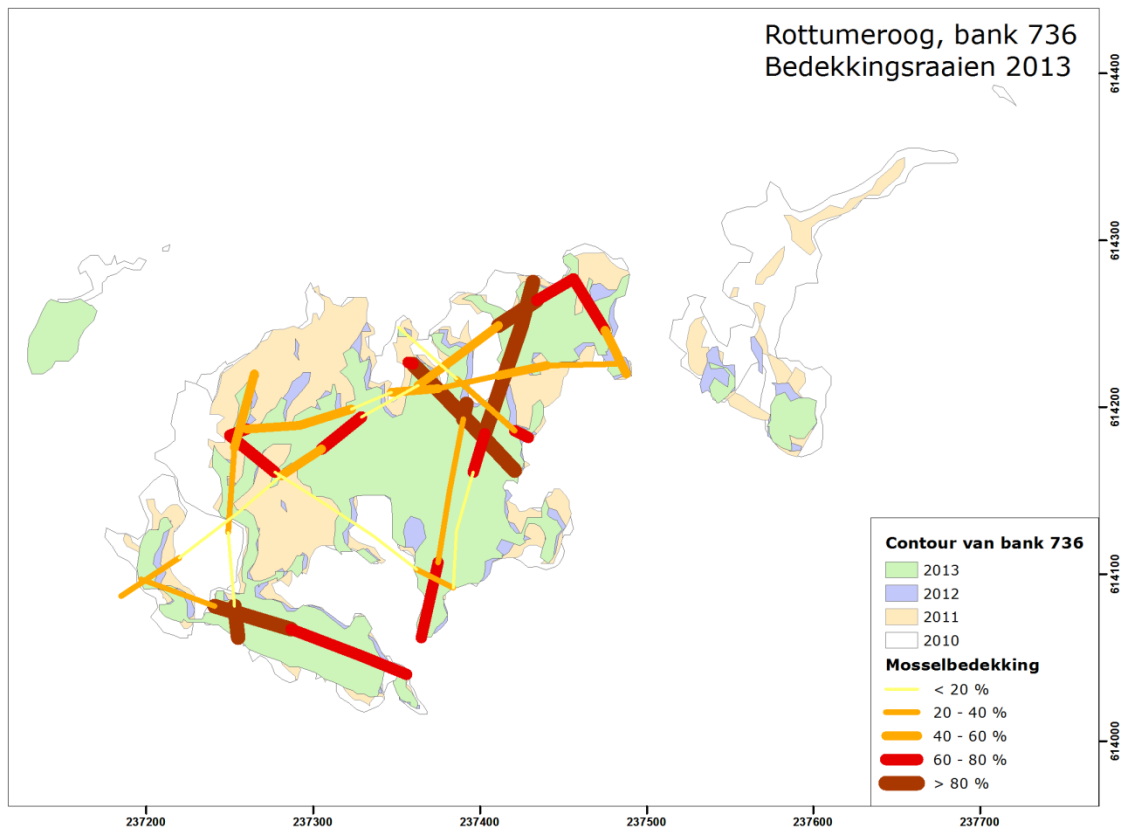 Rottumeroog, bank 736
Bedekkingsraaien 2013
614400
614300
614200
614100
614000
Contour van bank 736
2013
2012
2011
2010
Mosselbedekking
< 20 %
20 - 40 %
40 - 60 %
60 - 80 %
> 80 %
237200
237300
237400
237500
237600
237700